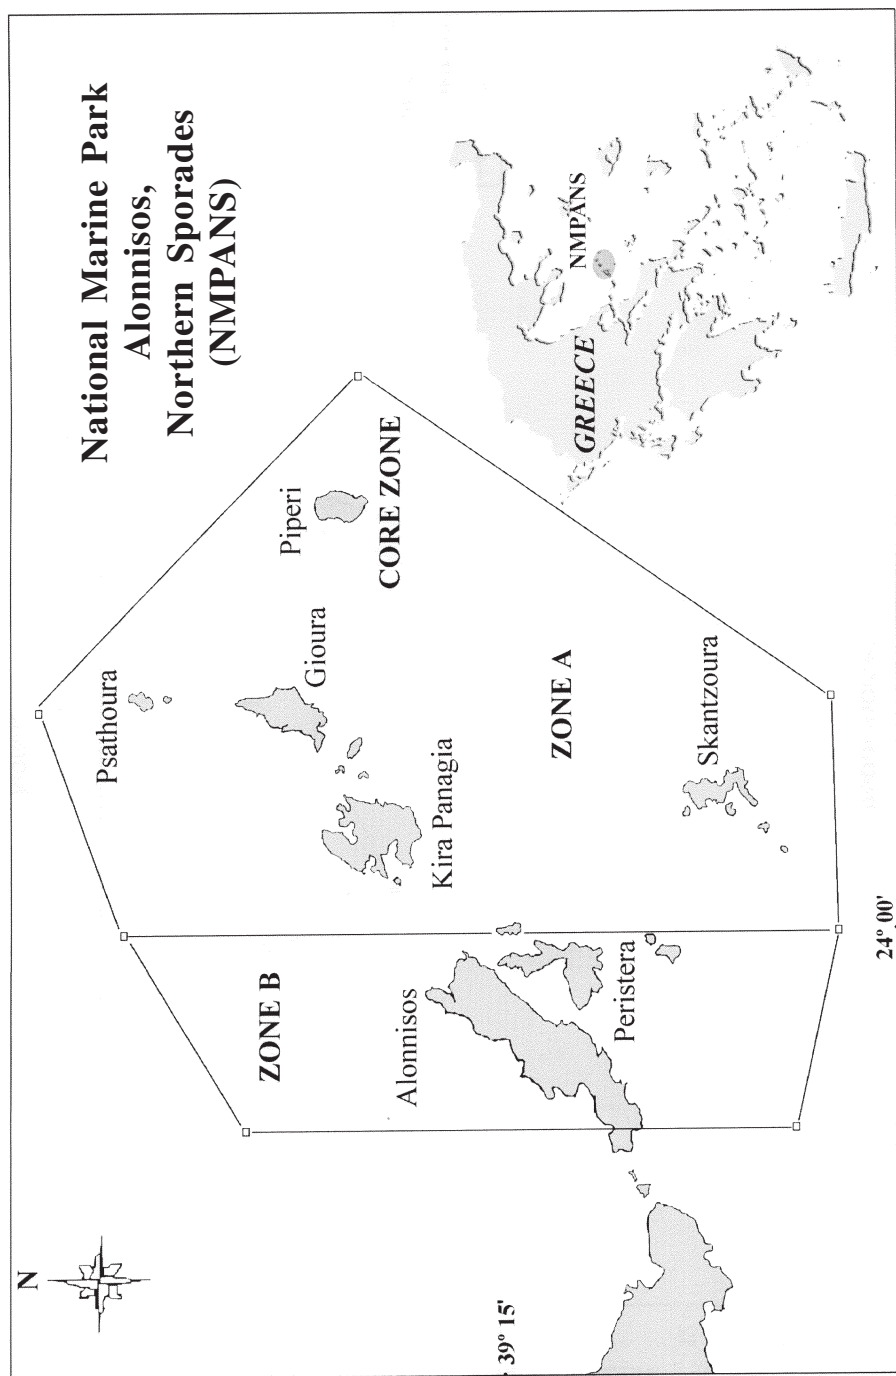 N
National Marine Park
Alonnisos,
Northern Sporades
(NMPANS)
Psathoura
Piperi
Gioura
CORE ZONE
Kira Panagia
ZONE B
Alonnisos
ZONE A
Peristera
Skantzoura
39° 15'
24° 00'
NMPANS
GREECE